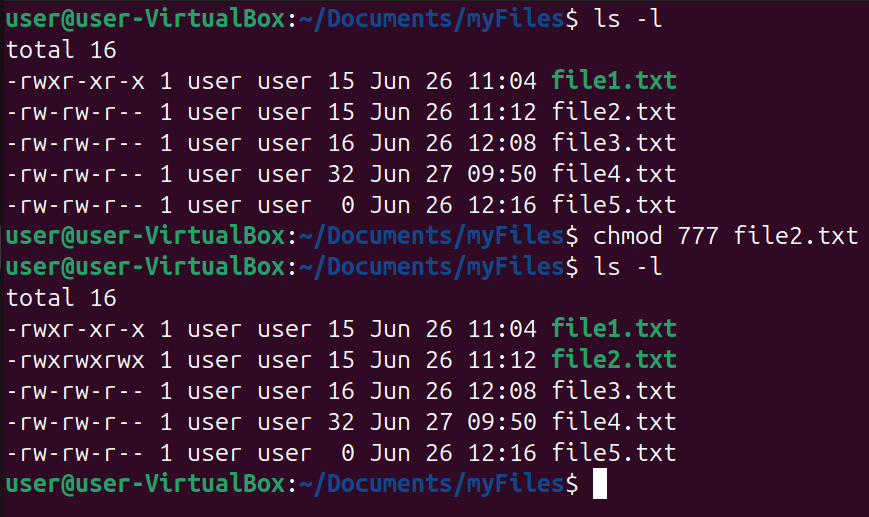 user@user-VirtualBox:~/Documents/myFiles$ ls -l
total 16
-rwxr-xr-x 1 user user 15 Jun 26 11:04 file1.txt
-rw-rw-r-- 1 user user 15 Jun 26 11:12 file2.txt
-rw-rw-r-- 1 user user 16 Jun 26 12:08 file3.txt
-rw-rw-r-- 1 user user 32 Jun 27 09:50 file4.txt
-rw-rw-r-- 1 user user  0 Jun 26 12:16 file5.txt
user@user-VirtualBox:~/Documents/myFiles$ chmod 777 file2.txt
user@user-VirtualBox:~/Documents/myFiles$ ls -l
total 16
-rwxr-xr-x 1 user user 15 Jun 26 11:04 file1.txt
-rwxrwxrwx 1 user user 15 Jun 26 11:12 file2.txt
-rw-rw-r-- 1 user user 16 Jun 26 12:08 file3.txt
-rw-rw-r-- 1 user user 32 Jun 27 09:50 file4.txt
-rw-rw-r-- 1 user user  0 Jun 26 12:16 file5.txt
user@user-VirtualBox:~/Documents/myFiles$